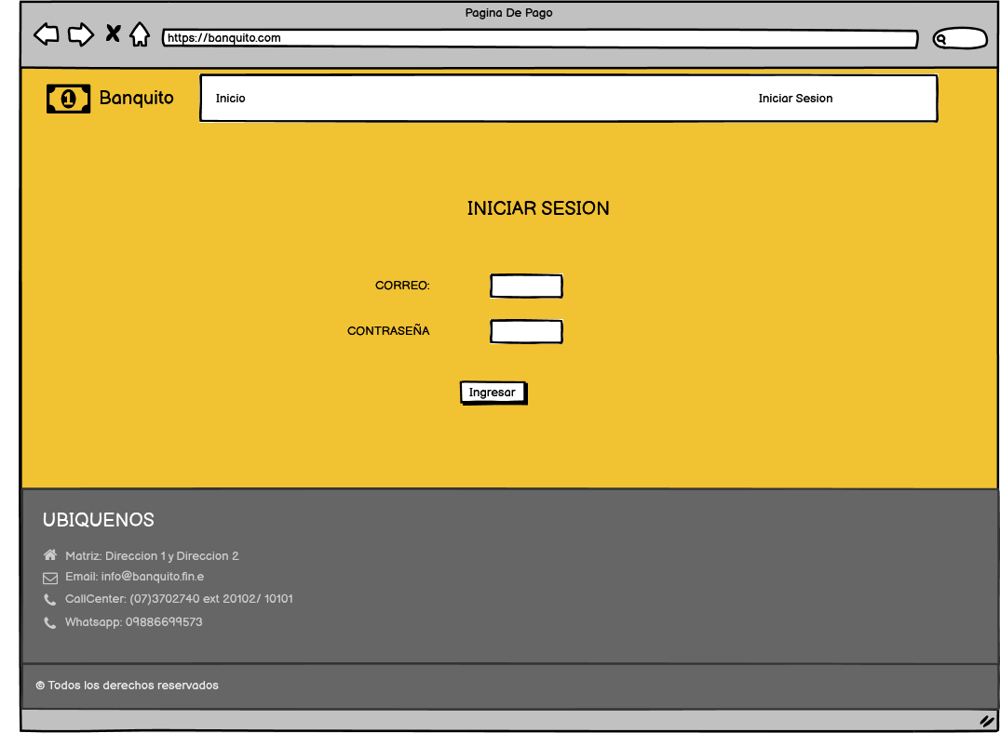 Pagina De Pago
https://banquito.com
1 Banquito
Inicio
Iniciar Sesion
INICIAR SESION
CORREO:
CONTRASEÑA
Ingresar
UBIQUENOS
Matriz: Direccion 1 y Direccion 2
Email: info@banquito.fin.e
CallCenter: (07)3702740 ext 20102/ 10101
Whatsapp: 09886699573
© Todos los derechos reservados